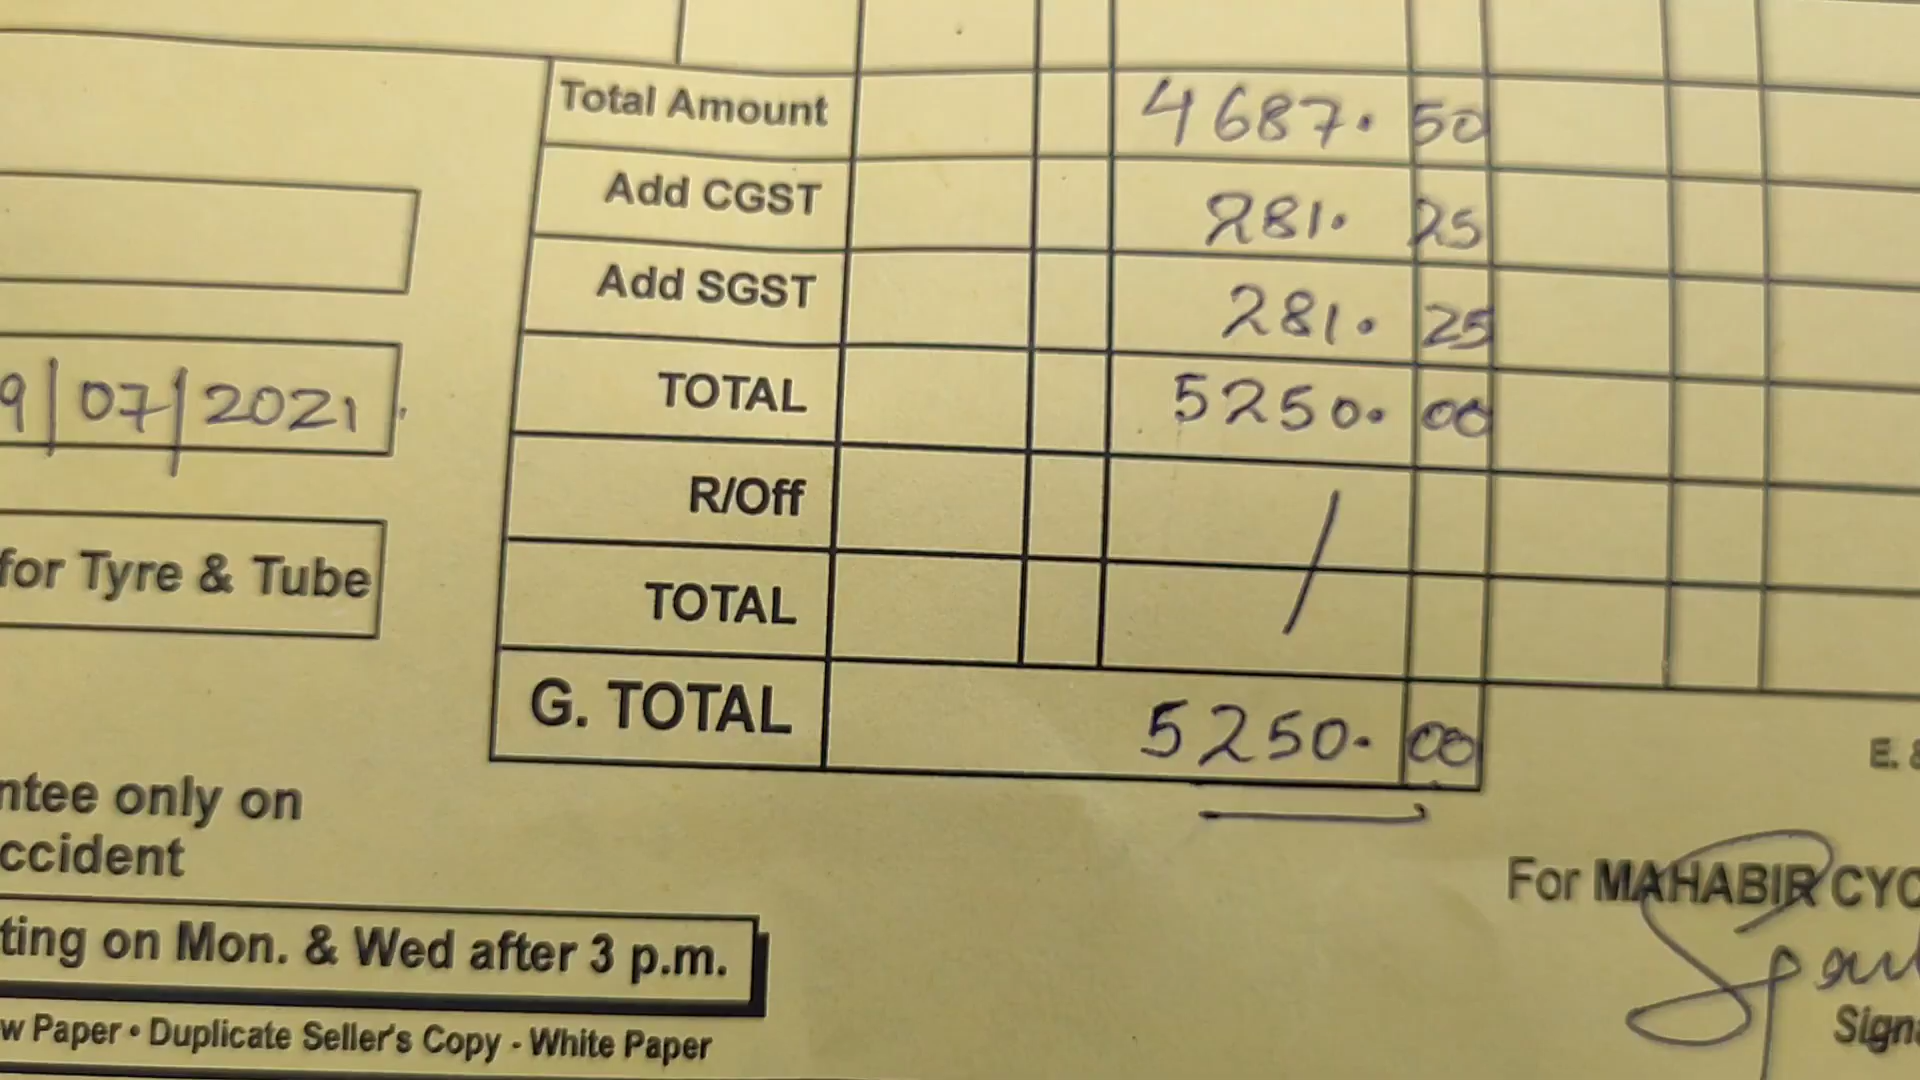 Total Amount 4687. 50
Add CGST 281. 25
Add SGST 281. 25
TOTAL 5250. 00
9/07/2021
R/Off /
for Tyre & Tube
TOTAL
G. TOTAL 5250. 00
E. &
ntee only on
ccident
For MAHABIR CYC
ting on Mon. & Wed after 3 p.m.
Signa
w Paper • Duplicate Seller's Copy - White Paper